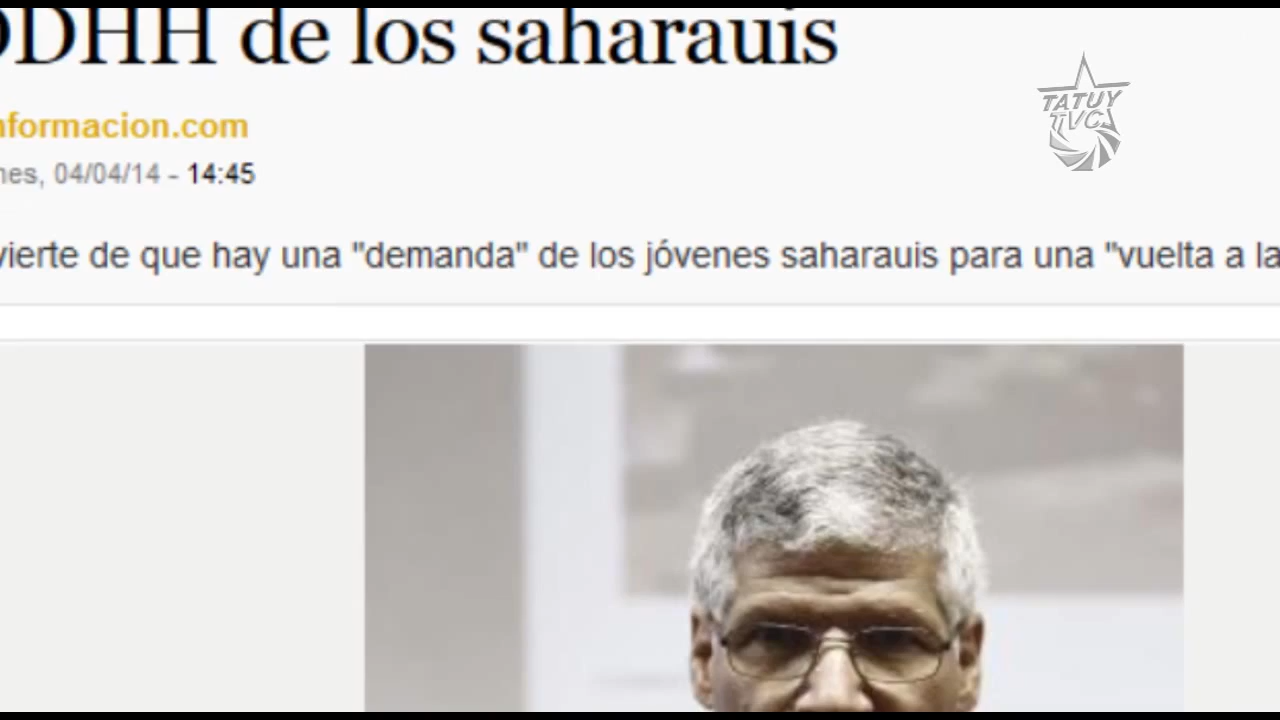 DDHH de los saharauis
TATUY
TVC
nformacion.com
nes, 04/04/14 - 14:45
vierte de que hay una "demanda" de los jóvenes saharauis para una "vuelta a la